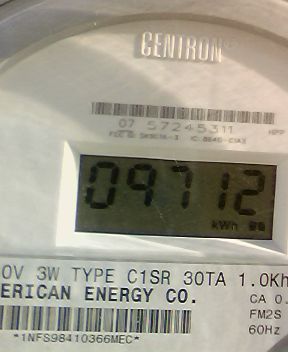 CENTRON
07 57245311
09712
kWh
0V 3W TYPE C1SR 30TA 1.0Kh
ERICAN ENERGY CO.
CA 0.
FM2S
60Hz
*1NFS98410366MEC*